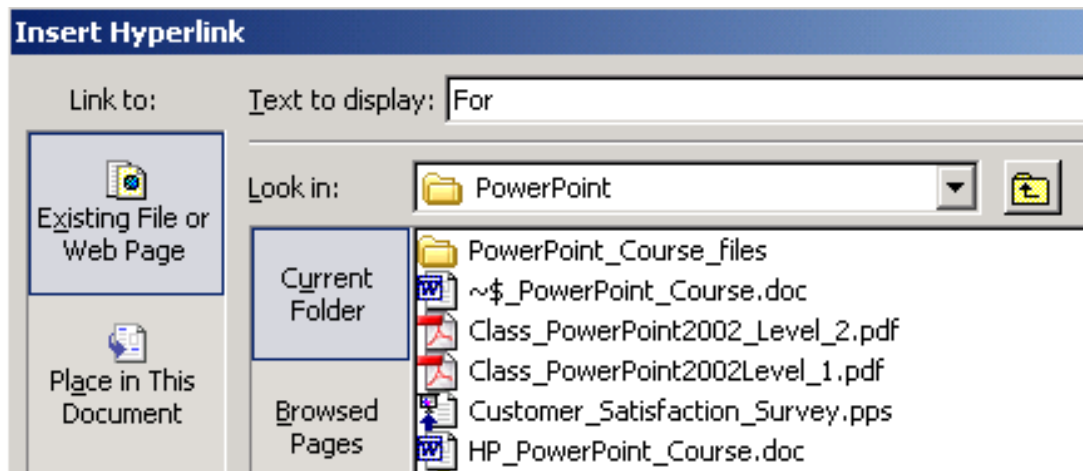 Insert Hyperlink
Link to:
Text to display: For
Existing File or
Web Page
Look in: PowerPoint
Current
Folder
PowerPoint_Course_files
~$_PowerPoint_Course.doc
Class_PowerPoint2002_Level_2.pdf
Class_PowerPoint2002Level_1.pdf
Customer_Satisfaction_Survey.pps
HP_PowerPoint_Course.doc
Place in This
Document
Browsed
Pages